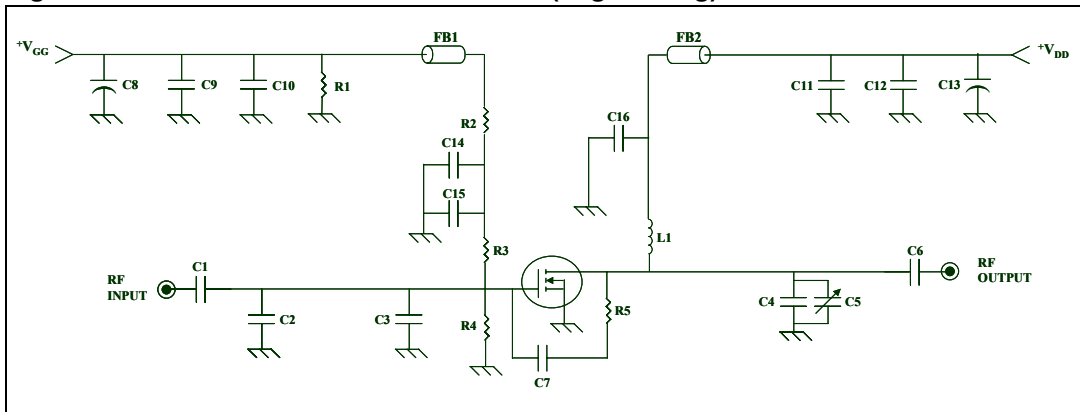 FB1
FB2
+VGG
+VDD
C8
C9
C10
R1
C11
C12
C13
R2
C16
C14
C15
R3
L1
C1
C6
RF
INPUT
RF
OUTPUT
C2
C3
R4
R5
C4
C5
C7